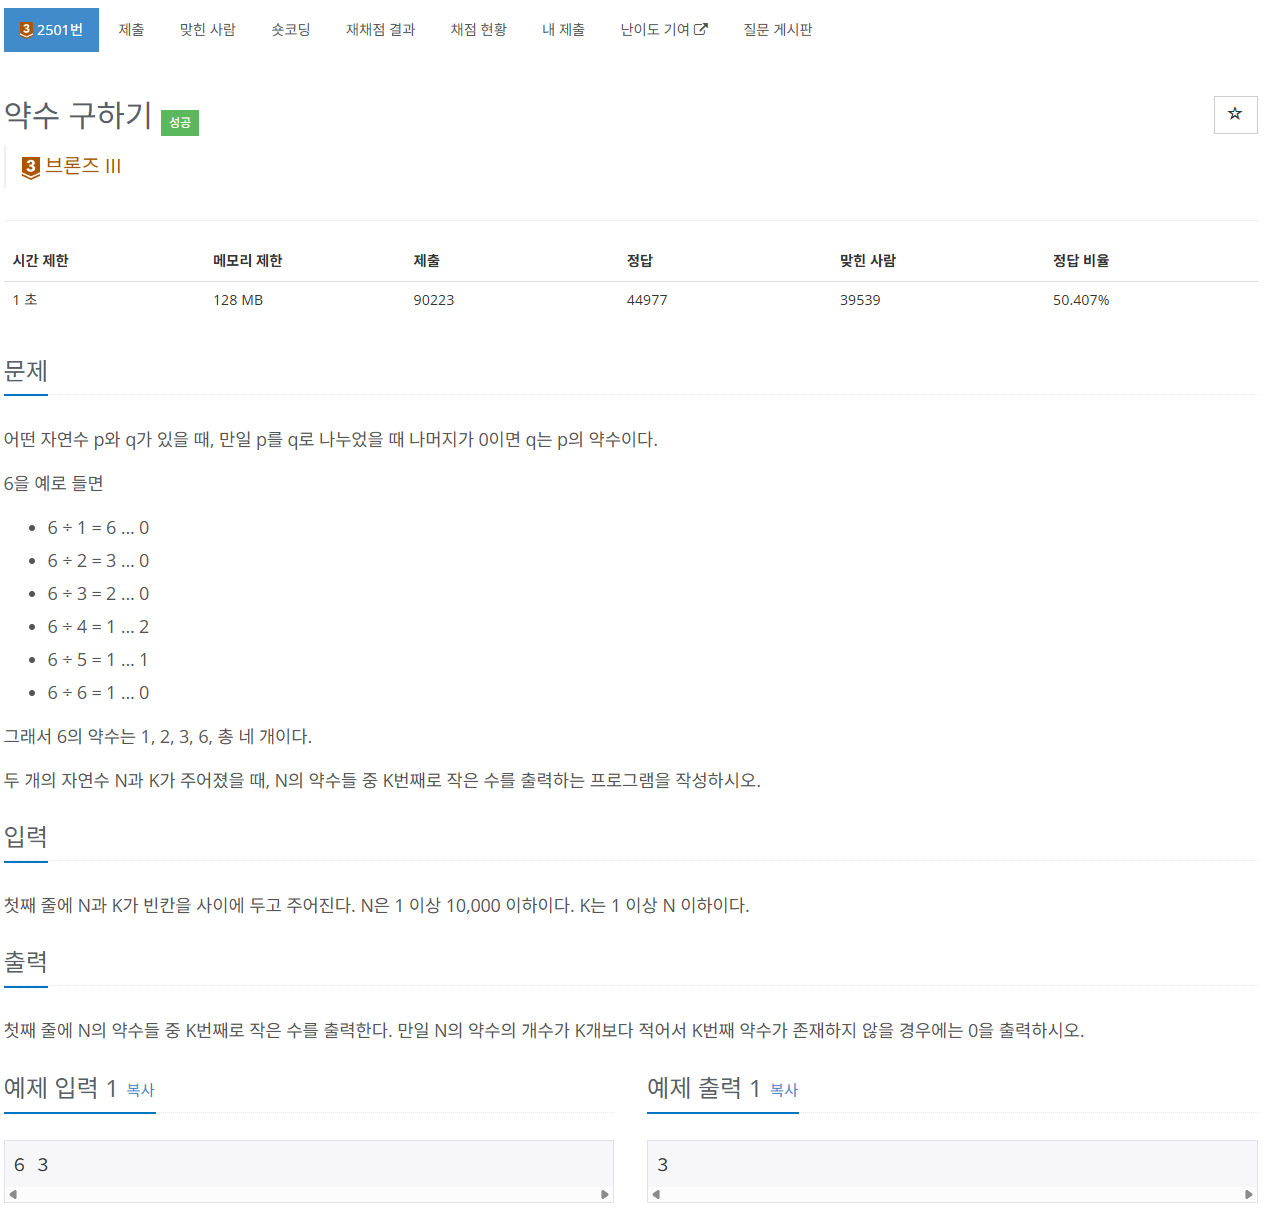 3 2501번 제출 맞힌 사람 숏코딩 재채점 결과 채점 현황 내 제출 난이도 기여 질문 게시판
약수 구하기 성공 ☆
3 브론즈 III
시간 제한 메모리 제한 제출 정답 맞힌 사람 정답 비율
1 초 128 MB 90223 44977 39539 50.407%
문제
어떤 자연수 p와 q가 있을 때, 만일 p를 q로 나누었을 때 나머지가 0이면 q는 p의 약수이다.
6을 예로 들면
• 6 ÷ 1 = 6 ... 0
• 6 ÷ 2 = 3 ... 0
• 6 ÷ 3 = 2 ... 0
• 6 ÷ 4 = 1 ... 2
• 6 ÷ 5 = 1 ... 1
• 6 ÷ 6 = 1 ... 0
그래서 6의 약수는 1, 2, 3, 6, 총 네 개이다.
두 개의 자연수 N과 K가 주어졌을 때, N의 약수들 중 K번째로 작은 수를 출력하는 프로그램을 작성하시오.
입력
첫째 줄에 N과 K가 빈칸을 사이에 두고 주어진다. N은 1 이상 10,000 이하이다. K는 1 이상 N 이하이다.
출력
첫째 줄에 N의 약수들 중 K번째로 작은 수를 출력한다. 만일 N의 약수의 개수가 K개보다 적어서 K번째 약수가 존재하지 않을 경우에는 0을 출력하시오.
예제 입력 1 복사
6 3
예제 출력 1 복사
3